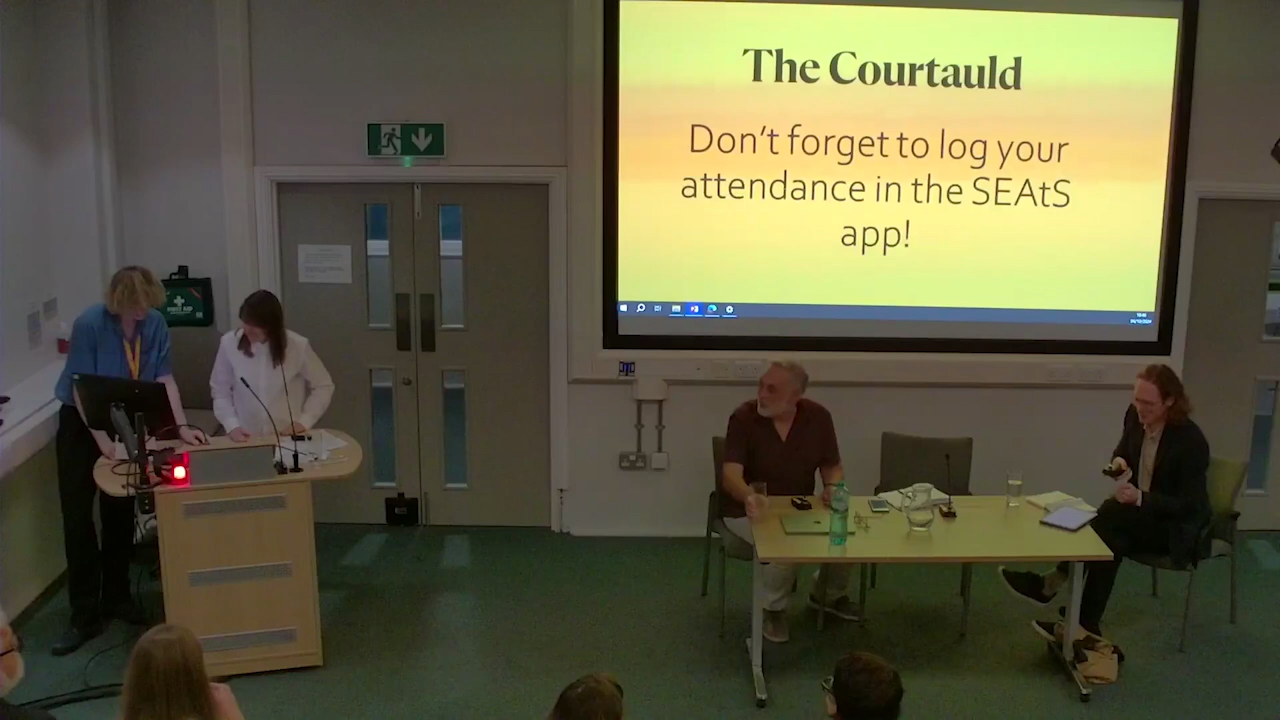 The Courtauld
Don't forget to log your
attendance in the SEAtS
app!